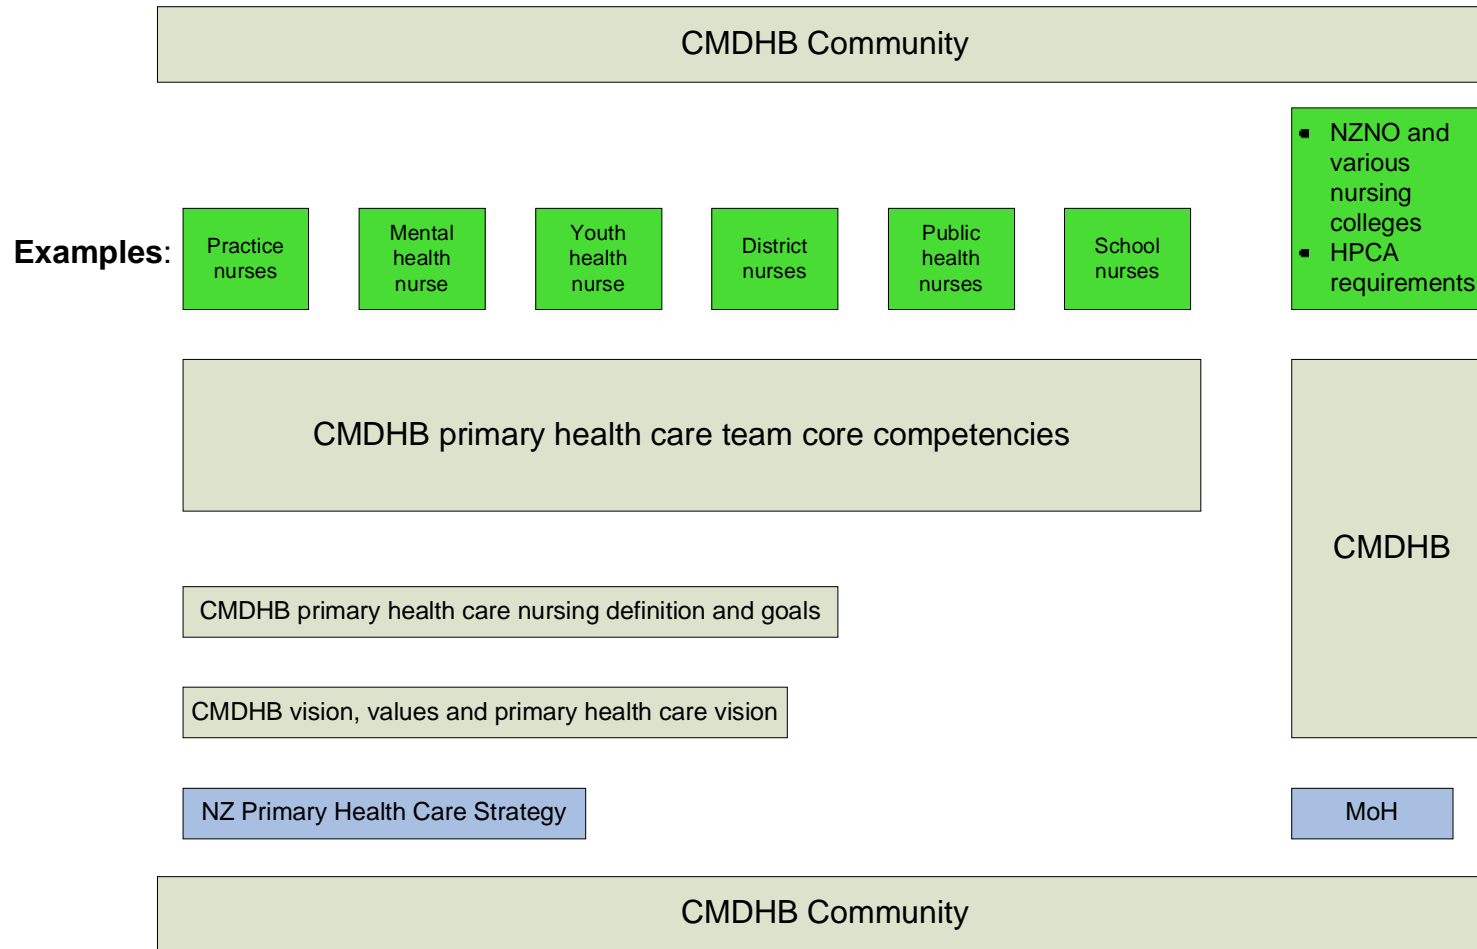 CMDHB Community
▪ NZNO and
various
nursing
colleges
▪ HPCA
requirements
Examples:
Practice
nurses
Mental
health
nurse
Youth
health
nurse
District
nurses
Public
health
nurses
School
nurses
CMDHB primary health care team core competencies
CMDHB
CMDHB primary health care nursing definition and goals
CMDHB vision, values and primary health care vision
NZ Primary Health Care Strategy
MoH
CMDHB Community